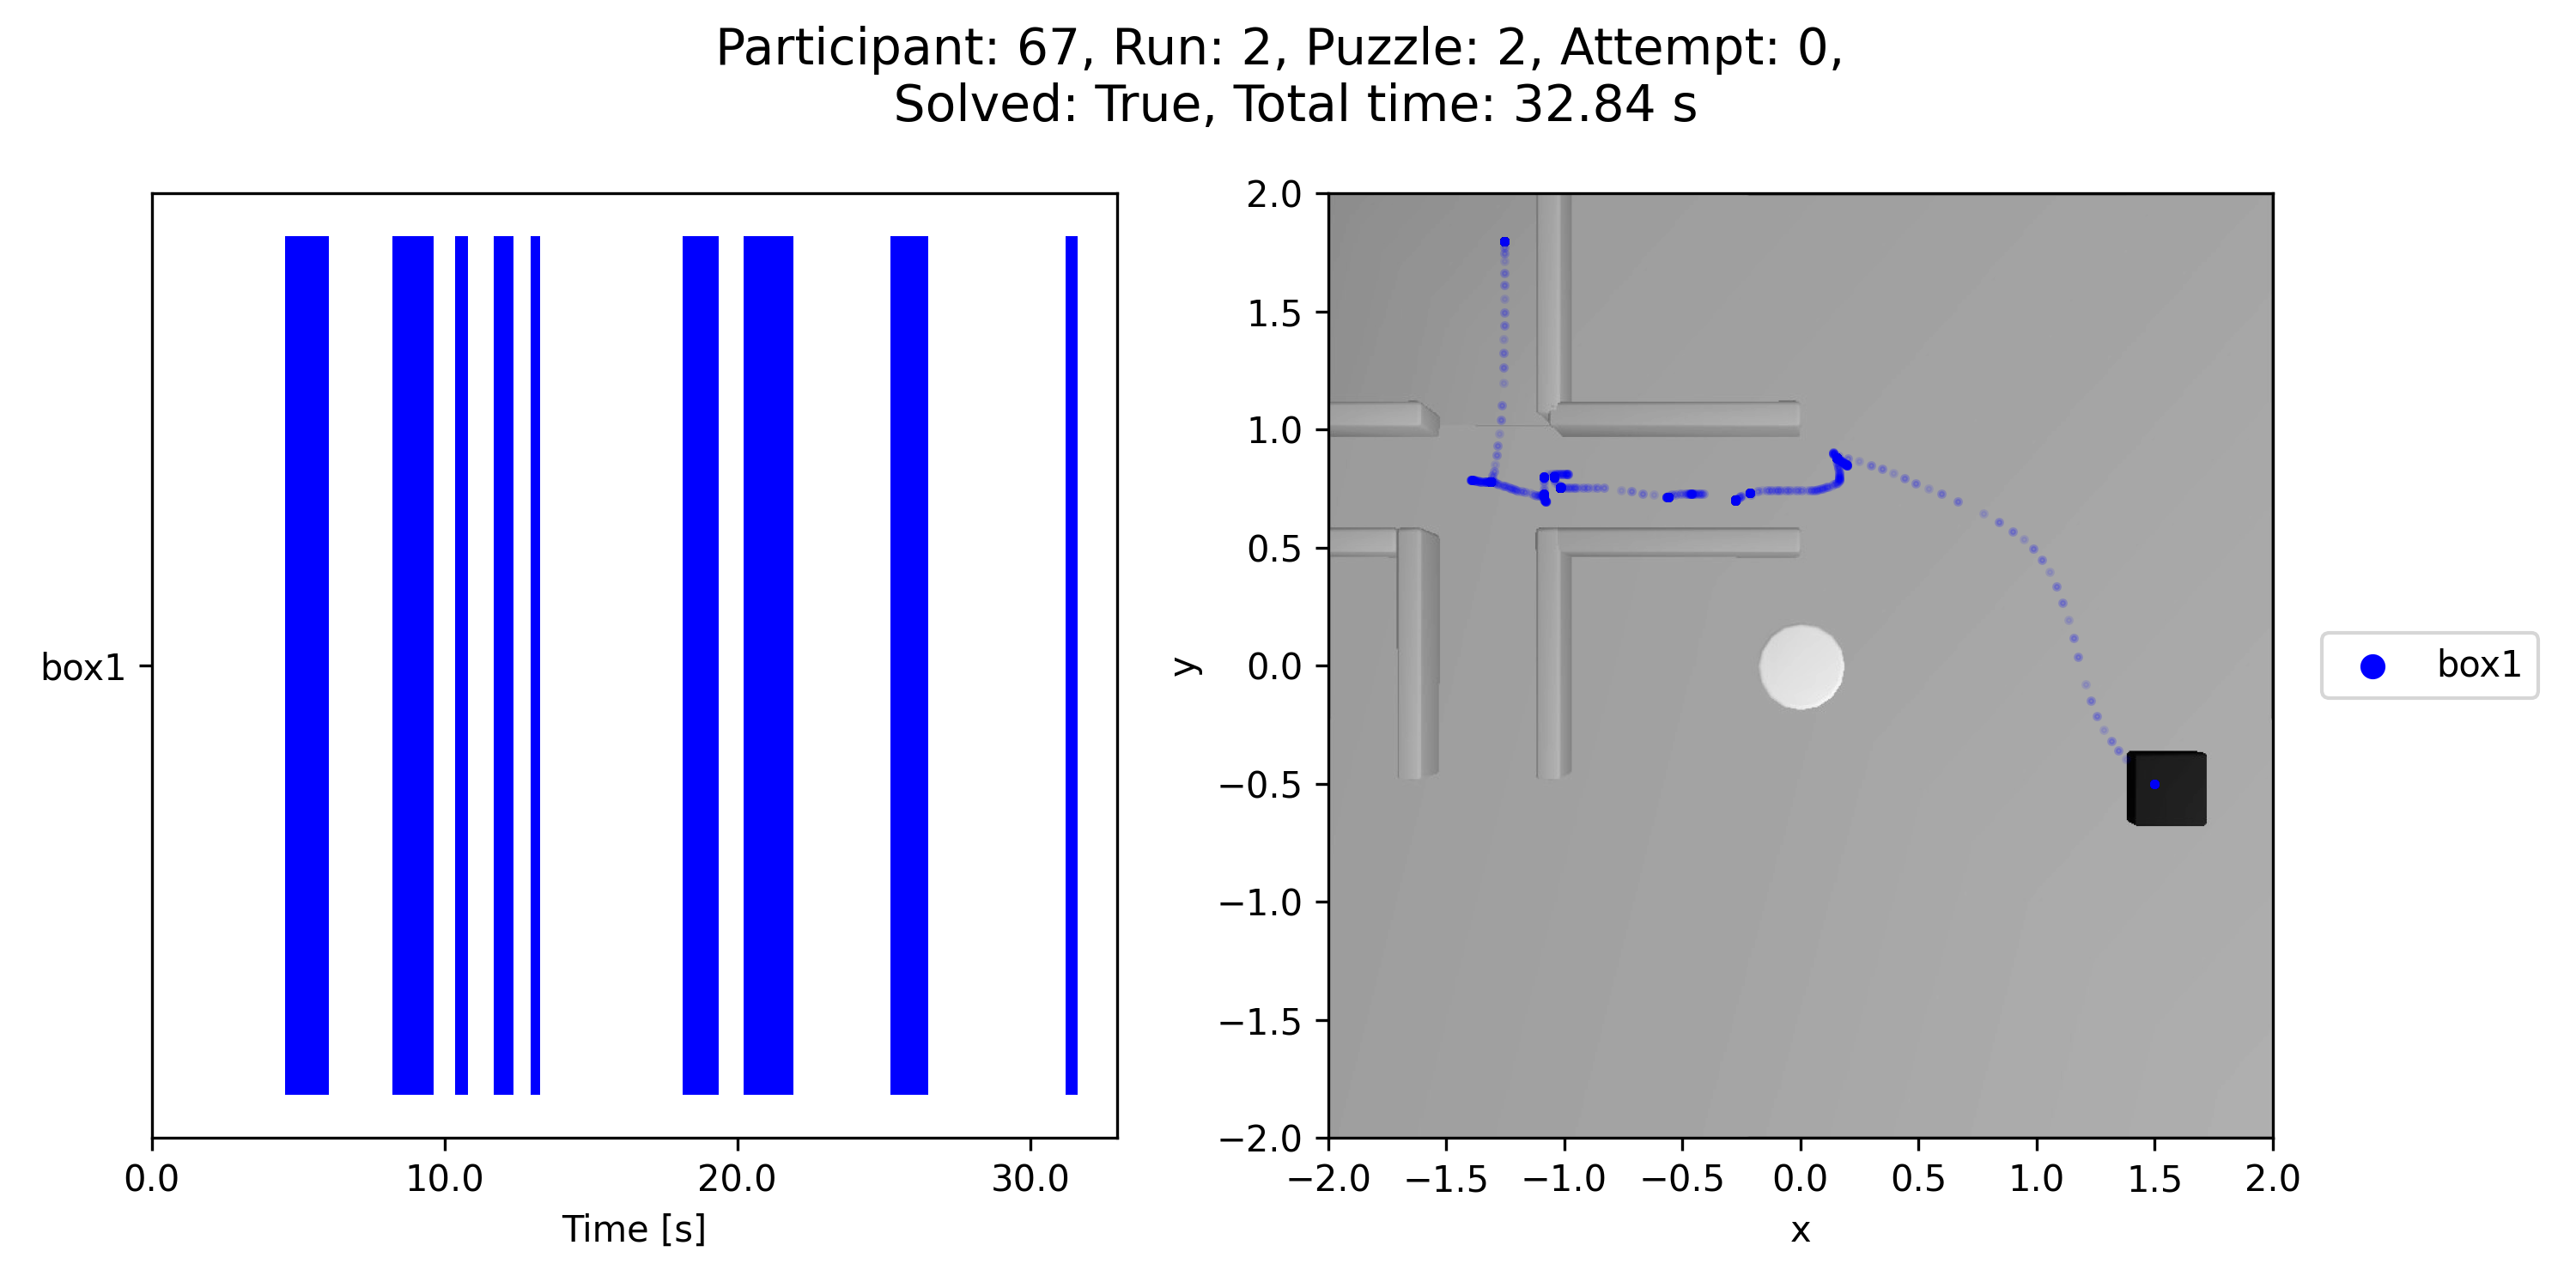 Participant: 67, Run: 2, Puzzle: 2, Attempt: 0,
Solved: True, Total time: 32.84 s
box1
0.0 10.0 20.0 30.0
Time [s]
y
2.0
1.5
1.0
0.5
0.0
−0.5
−1.0
−1.5
−2.0
−2.0 −1.5 −1.0 −0.5 0.0 0.5 1.0 1.5 2.0
x
box1